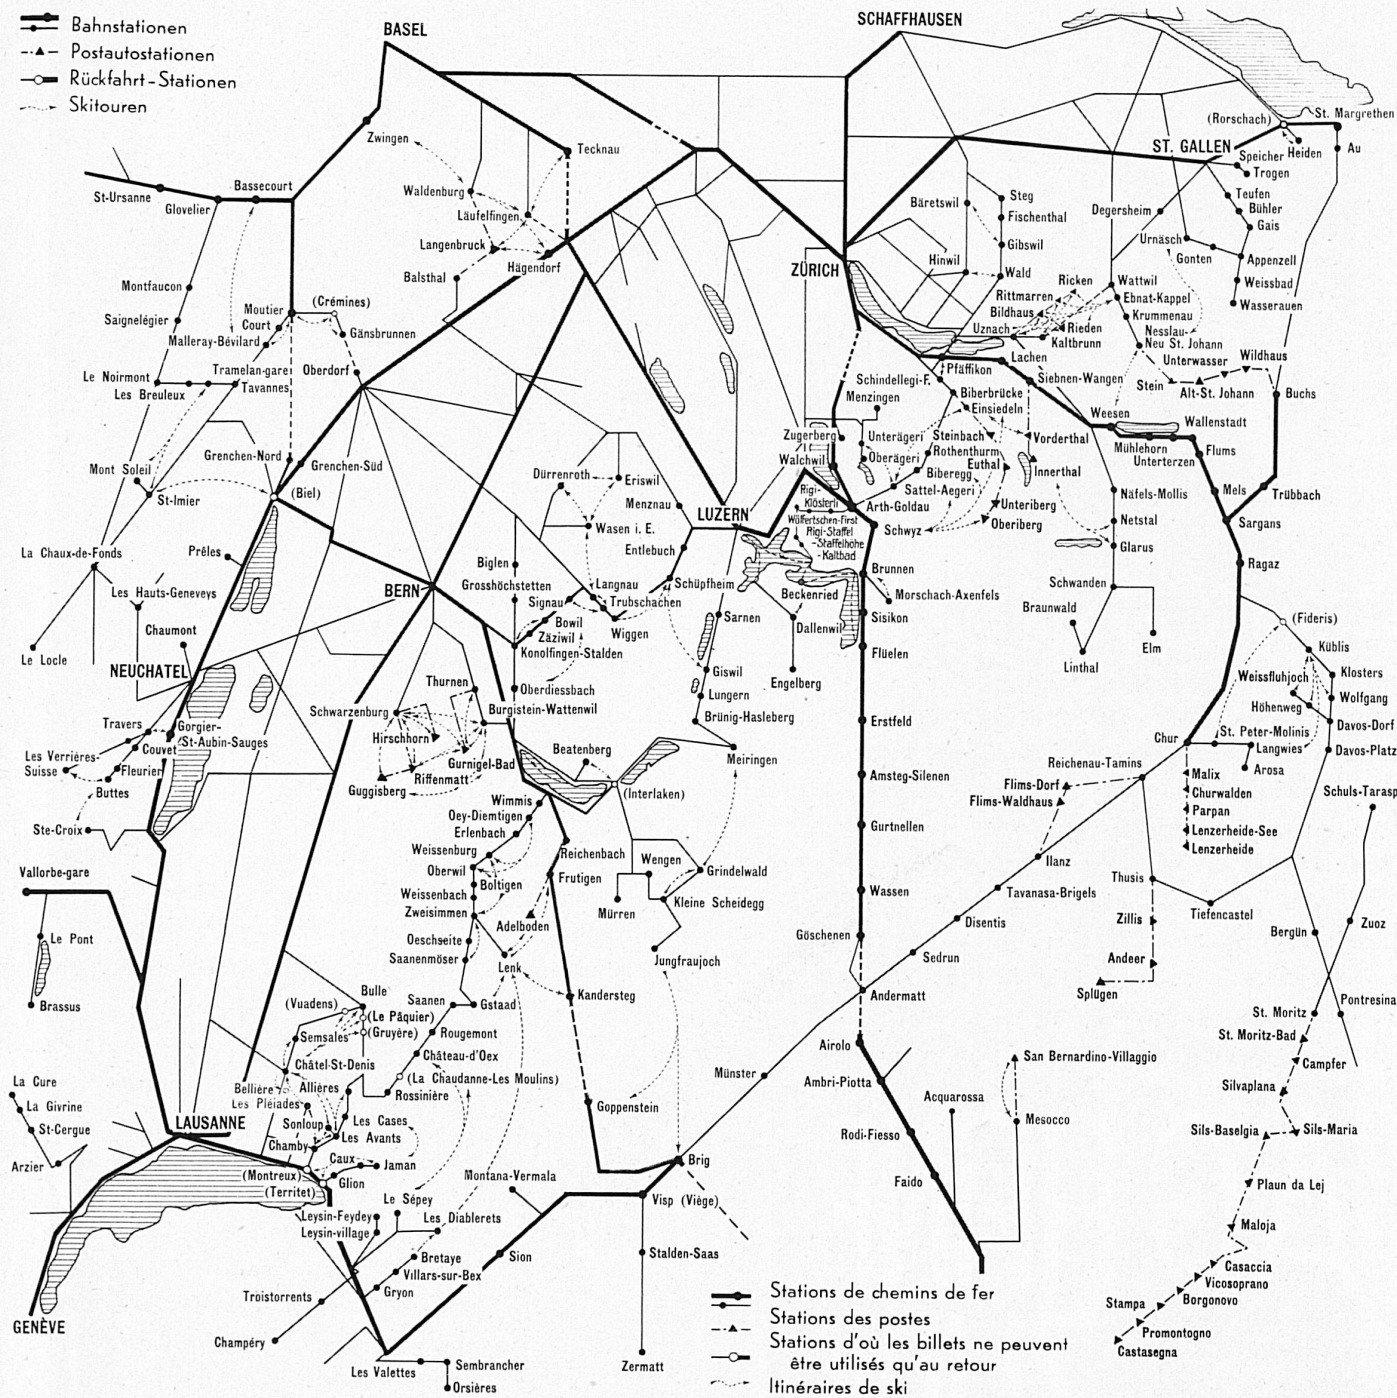 Bahnstationen
Postautostationen
Rückfahrt-Stationen
Skitouren
BASEL
SCHAFFHAUSEN
Zwingen
Tecknau
(Rorschach)
St. Margrethen
ST. GALLEN
Heiden
Au
Speicher
Trogen
St-Ursanne
Bassecourt
Glovelier
Waldenburg
Läufelfingen
Langenbruck
Hägendorf
Balsthal
Bäretswil
Steg
Fischenthal
Gibswil
Hinwil
Wald
Degersheim
Teufen
Bühler
Gais
Urnäsch
Gonten
Appenzell
Weissbad
Wasserauen
ZÜRICH
Ricken
Rittmarren
Bildhaus
Uznach
Rieden
Kaltbrunn
Wattwil
Ebnat-Kappel
Krummenau
Nesslau-
Neu St. Johann
Unterwasser
Wildhaus
Stein
Alt-St. Johann
Buchs
Montfaucon
Saignelégier
Moutier
(Crémines)
Court
Malleray-Bévilard
Gänsbrunnen
Oberdorf
Le Noirmont
Les Breuleux
Tramelan-gare
Tavannes
Lachen
Pfäffikon
Siebnen-Wangen
Schindellegi-F.
Menzingen
Biberbrücke
Einsiedeln
Weesen
Wallenstadt
Mühlehorn
Unterterzen
Flums
Mels
Trübbach
Sargans
Ragaz
Zugerberg
Walchwil
Unterägeri
Oberägeri
Steinbach
Rothenturm
Euthal
Biberegg
Sattel-Aegeri
Vorderthal
Innerthal
Unteriberg
Oberiberg
Grenchen-Nord
Grenchen-Süd
Mont Soleil
St-Imier
(Biel)
Dürrenroth
Eriswil
Menznau
Wasen i. E.
LUZERN
Rigi-
Klösterli
Wölfertschen-First
Rigi-Staffel
-Staffelhöhe
-Kaltbad
Arth-Goldau
Schwyz
Näfels-Mollis
Netstal
Glarus
Schwanden
Braunwald
Linthal
Elm
La Chaux-de-Fonds
Prêles
Les Hauts-Geneveys
Chaumont
Le Locle
NEUCHATEL
BERN
Biglen
Grosshöchstetten
Entlebuch
Langnau
Signau
Trubschachen
Schüpfheim
Bowil
Zäziwil
Wiggen
Konolfingen-Stalden
Oberdiessbach
Brunnen
Morschach-Axenfels
Beckenried
Dallenwil
Engelberg
Sisikon
Flüelen
Sarnen
Giswil
Lungern
Brünig-Hasleberg
Erstfeld
(Fideris)
Küblis
Klosters
Weissfluhjoch
Wolfgang
Höhenweg
Davos-Dorf
Davos-Platz
St. Peter-Molinis
Langwies
Arosa
Chur
Malix
Churwalden
Parpan
Lenzerheide-See
Lenzerheide
Thurnen
Schwarzenburg
Burgistein-Wattenwil
Hirschhorn
Gurnigel-Bad
Riffenmatt
Guggisberg
Travers
Gorgier-
St-Aubin-Sauges
Couvet
Les Verrières-
Suisse
Fleurier
Buttes
Ste-Croix
Beatenberg
(Interlaken)
Meiringen
Amsteg-Silenen
Gurtnellen
Wassen
Göschenen
Andermatt
Reichenau-Tamins
Flims-Dorf
Flims-Waldhaus
Ilanz
Tavanasa-Brigels
Disentis
Sedrun
Thusis
Zillis
Andeer
Splügen
Tiefencastel
Schuls-Tarasp
Zuoz
Bergün
Pontresina
St. Moritz
St. Moritz-Bad
Campfer
Silvaplana
Sils-Baselgia
Sils-Maria
Plaun da Lej
Maloja
Casaccia
Vicosoprano
Borgonovo
Stampa
Promontogno
Castasegna
Wimmis
Oey-Diemtigen
Erlenbach
Weissenburg
Oberwil
Boltigen
Weissenbach
Zweisimmen
Oeschseite
Saanenmöser
Reichenbach
Frutigen
Adelboden
Lenk
Kandersteg
Wengen
Grindelwald
Mürren
Kleine Scheidegg
Jungfraujoch
Vallorbe-gare
Le Pont
Brassus
Bulle
(Vuadens)
(Le Pâquier)
(Gruyère)
Semsales
Saanen
Gstaad
Rougemont
Château-d'Oex
(La Chaudanne-Les Moulins)
Rossinière
Châtel-St-Denis
Bellière
Allières
Les Pléiades
Sonloup
Les Cases
Les Avants
Chamby
LAUSANNE
(Montreux)
(Territet)
Caux
Jaman
Glion
La Cure
La Givrine
St-Cergue
Arzier
GENÈVE
Goppenstein
Münster
Brig
Visp (Viège)
Stalden-Saas
Zermatt
Montana-Vermala
Sion
Le Sépey
Leysin-Feydey
Leysin-village
Les Diablerets
Bretaye
Villars-sur-Bex
Gryon
Troistorrents
Champéry
Les Valettes
Sembrancher
Orsières
Airolo
Ambri-Piotta
Rodi-Fiesso
Faido
Acquarossa
San Bernardino-Villaggio
Mesocco
Stations de chemins de fer
Stations des postes
Stations d'où les billets ne peuvent
être utilisés qu'au retour
Itinéraires de ski